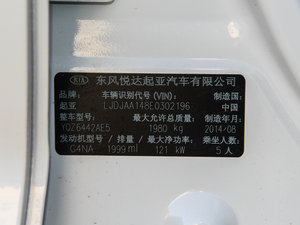 KIA 东风悦达起亚汽车有限公司
品牌: 车辆识别代号(VIN): 制造国:
起亚 LJDJAA148E0302196 中国
整车型号: 最大允许总质量: 制造年月:
YQZ6442AE5 1980 kg 2014/08
发动机型号/排量/最大净功率: 乘坐人数:
G4NA 1999 ml 121 kW 5人